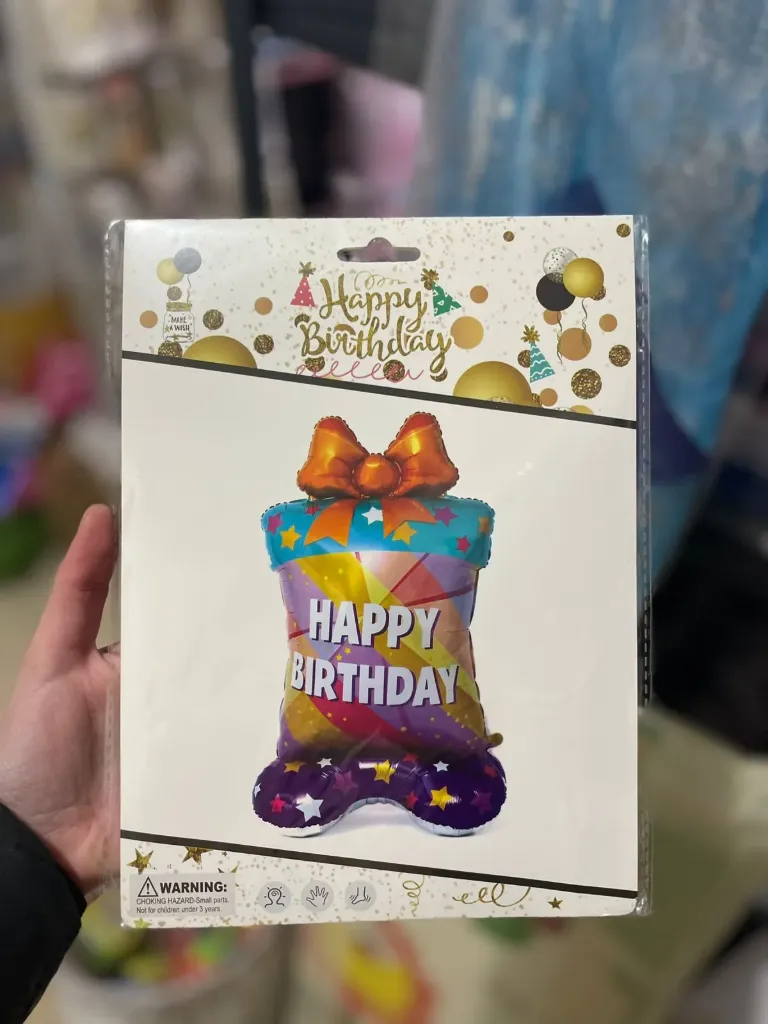 Happy
Birthday
MAKE
A WISH
HAPPY
BIRTHDAY
WARNING:
CHOKING HAZARD-Small parts.
Not for children under 3 years.